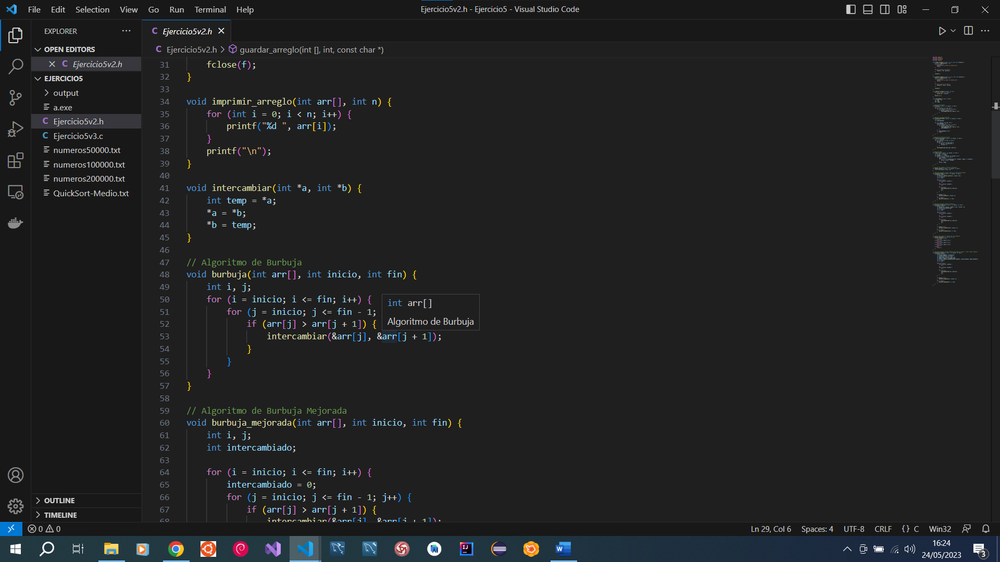 File Edit Selection View Go Run Terminal Help
Ejercicio5v2.h - Ejercicio5 - Visual Studio Code
EXPLORER
OPEN EDITORS
Ejercicio5v2.h
EJERCICIO5
output
a.exe
C Ejercicio5v2.h
C Ejercicio5v3.c
numeros50000.txt
numeros100000.txt
numeros200000.txt
QuickSort-Medio.txt
OUTLINE
TIMELINE
C Ejercicio5v2.h
C Ejercicio5v2.h > guardar_arreglo(int [], int, const char *)
31 fclose(f);
32 }
33
34 void imprimir_arreglo(int arr[], int n) {
35 for (int i = 0; i < n; i++) {
36 printf("%d ", arr[i]);
37 }
38 printf("\n");
39 }
40
41 void intercambiar(int *a, int *b) {
42 int temp = *a;
43 *a = *b;
44 *b = temp;
45 }
46
47 // Algoritmo de Burbuja
48 void burbuja(int arr[], int inicio, int fin) {
49 int i, j;
50 for (i = inicio; i <= fin; i++) {
51 for (j = inicio; j <= fin - 1;
52 if (arr[j] > arr[j + 1]) {
53 intercambiar(&arr[j], &arr[j + 1]);
54 }
55 }
56 }
57 }
58
59 // Algoritmo de Burbuja Mejorada
60 void burbuja_mejorada(int arr[], int inicio, int fin) {
61 int i, j;
62 int intercambiado;
63
64 for (i = inicio; i <= fin; i++) {
65 intercambiado = 0;
66 for (j = inicio; j <= fin - 1; j++) {
67 if (arr[j] > arr[j + 1]) {
68 intercambiar(&arr[j], &arr[j + 1]);
int arr[]
Algoritmo de Burbuja
0 0
Ln 29, Col 6 Spaces: 4 UTF-8 CRLF {} C Win32
16:24
24/05/2023
3